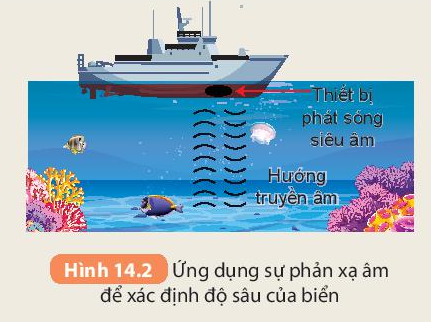 Thiết bị
phát sóng
siêu âm
Hướng
truyền âm
Hình 14.2 Ứng dụng sự phản xạ âm
để xác định độ sâu của biển